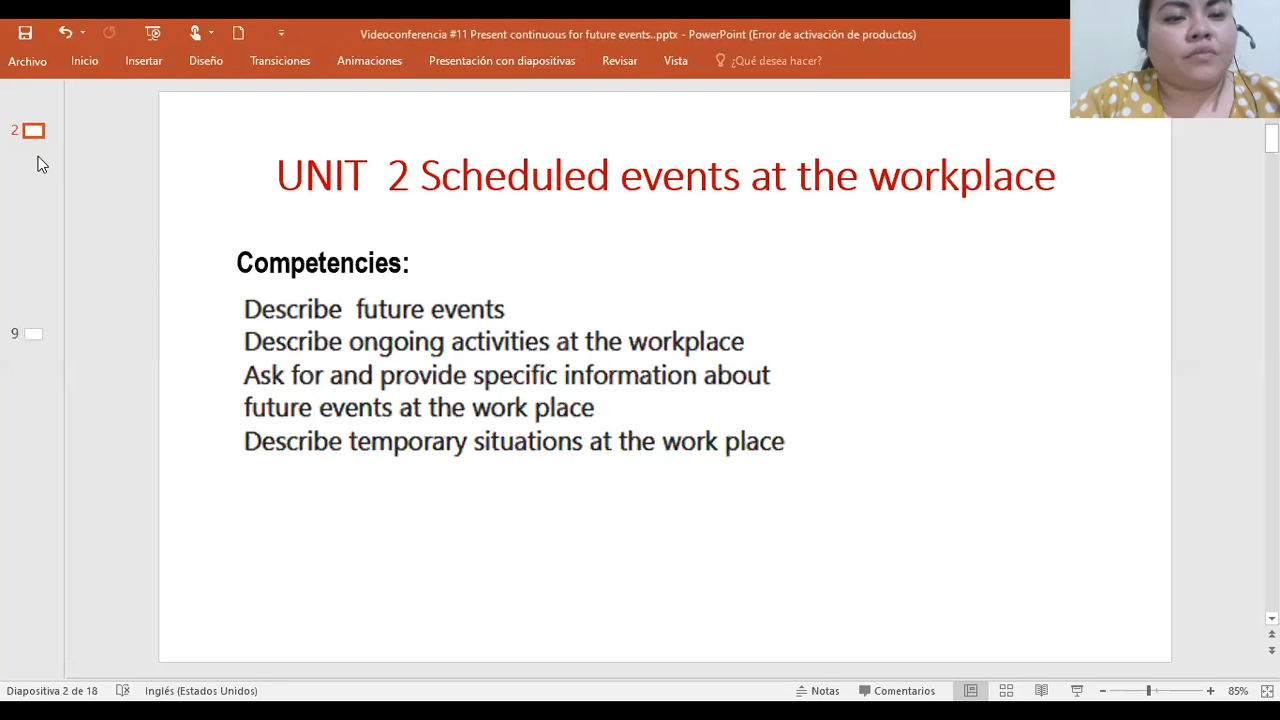 Videoconferencia #11 Present continuous for future events..pptx - PowerPoint (Error de activación de productos)
Archivo Inicio Insertar Diseño Transiciones Animaciones Presentación con diapositivas Revisar Vista ¿Qué desea hacer?
2
9
UNIT 2 Scheduled events at the workplace
Competencies:
Describe future events
Describe ongoing activities at the workplace
Ask for and provide specific information about
future events at the work place
Describe temporary situations at the work place
Diapositiva 2 de 18 Inglés (Estados Unidos) Notas Comentarios 85%